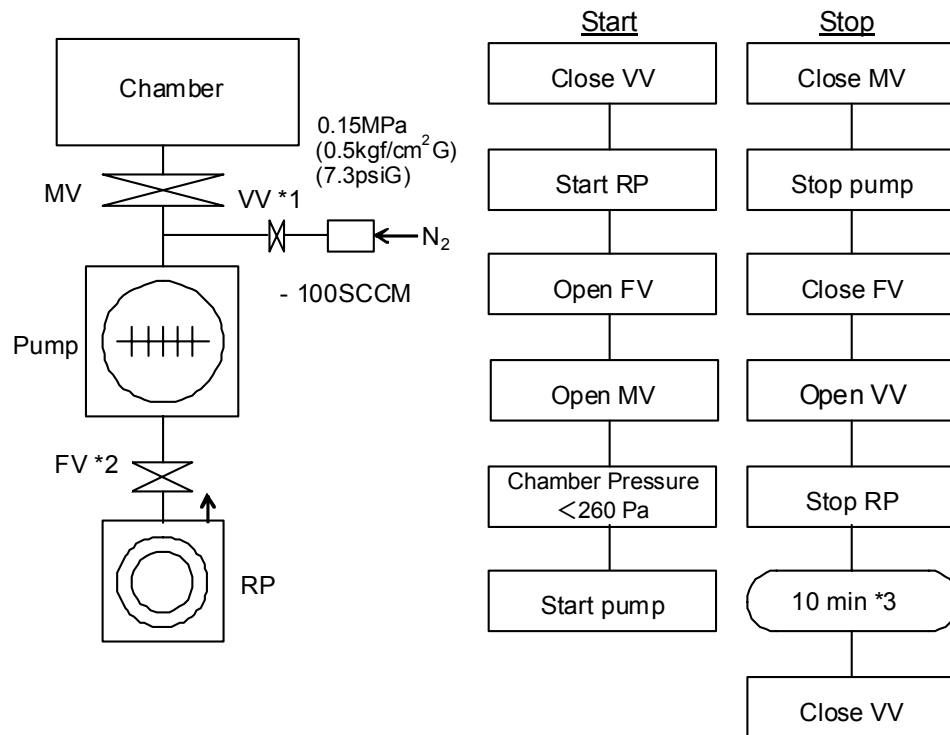 Chamber
0.15MPa
(0.5kgf/cm²G)
(7.3psiG)
MV
VV *1
N₂
- 100SCCM
Pump
FV *2
RP
Start
Close VV
Start RP
Open FV
Open MV
Chamber Pressure
<260 Pa
Start pump
Stop
Close MV
Stop pump
Close FV
Open VV
Stop RP
10 min *3
Close VV